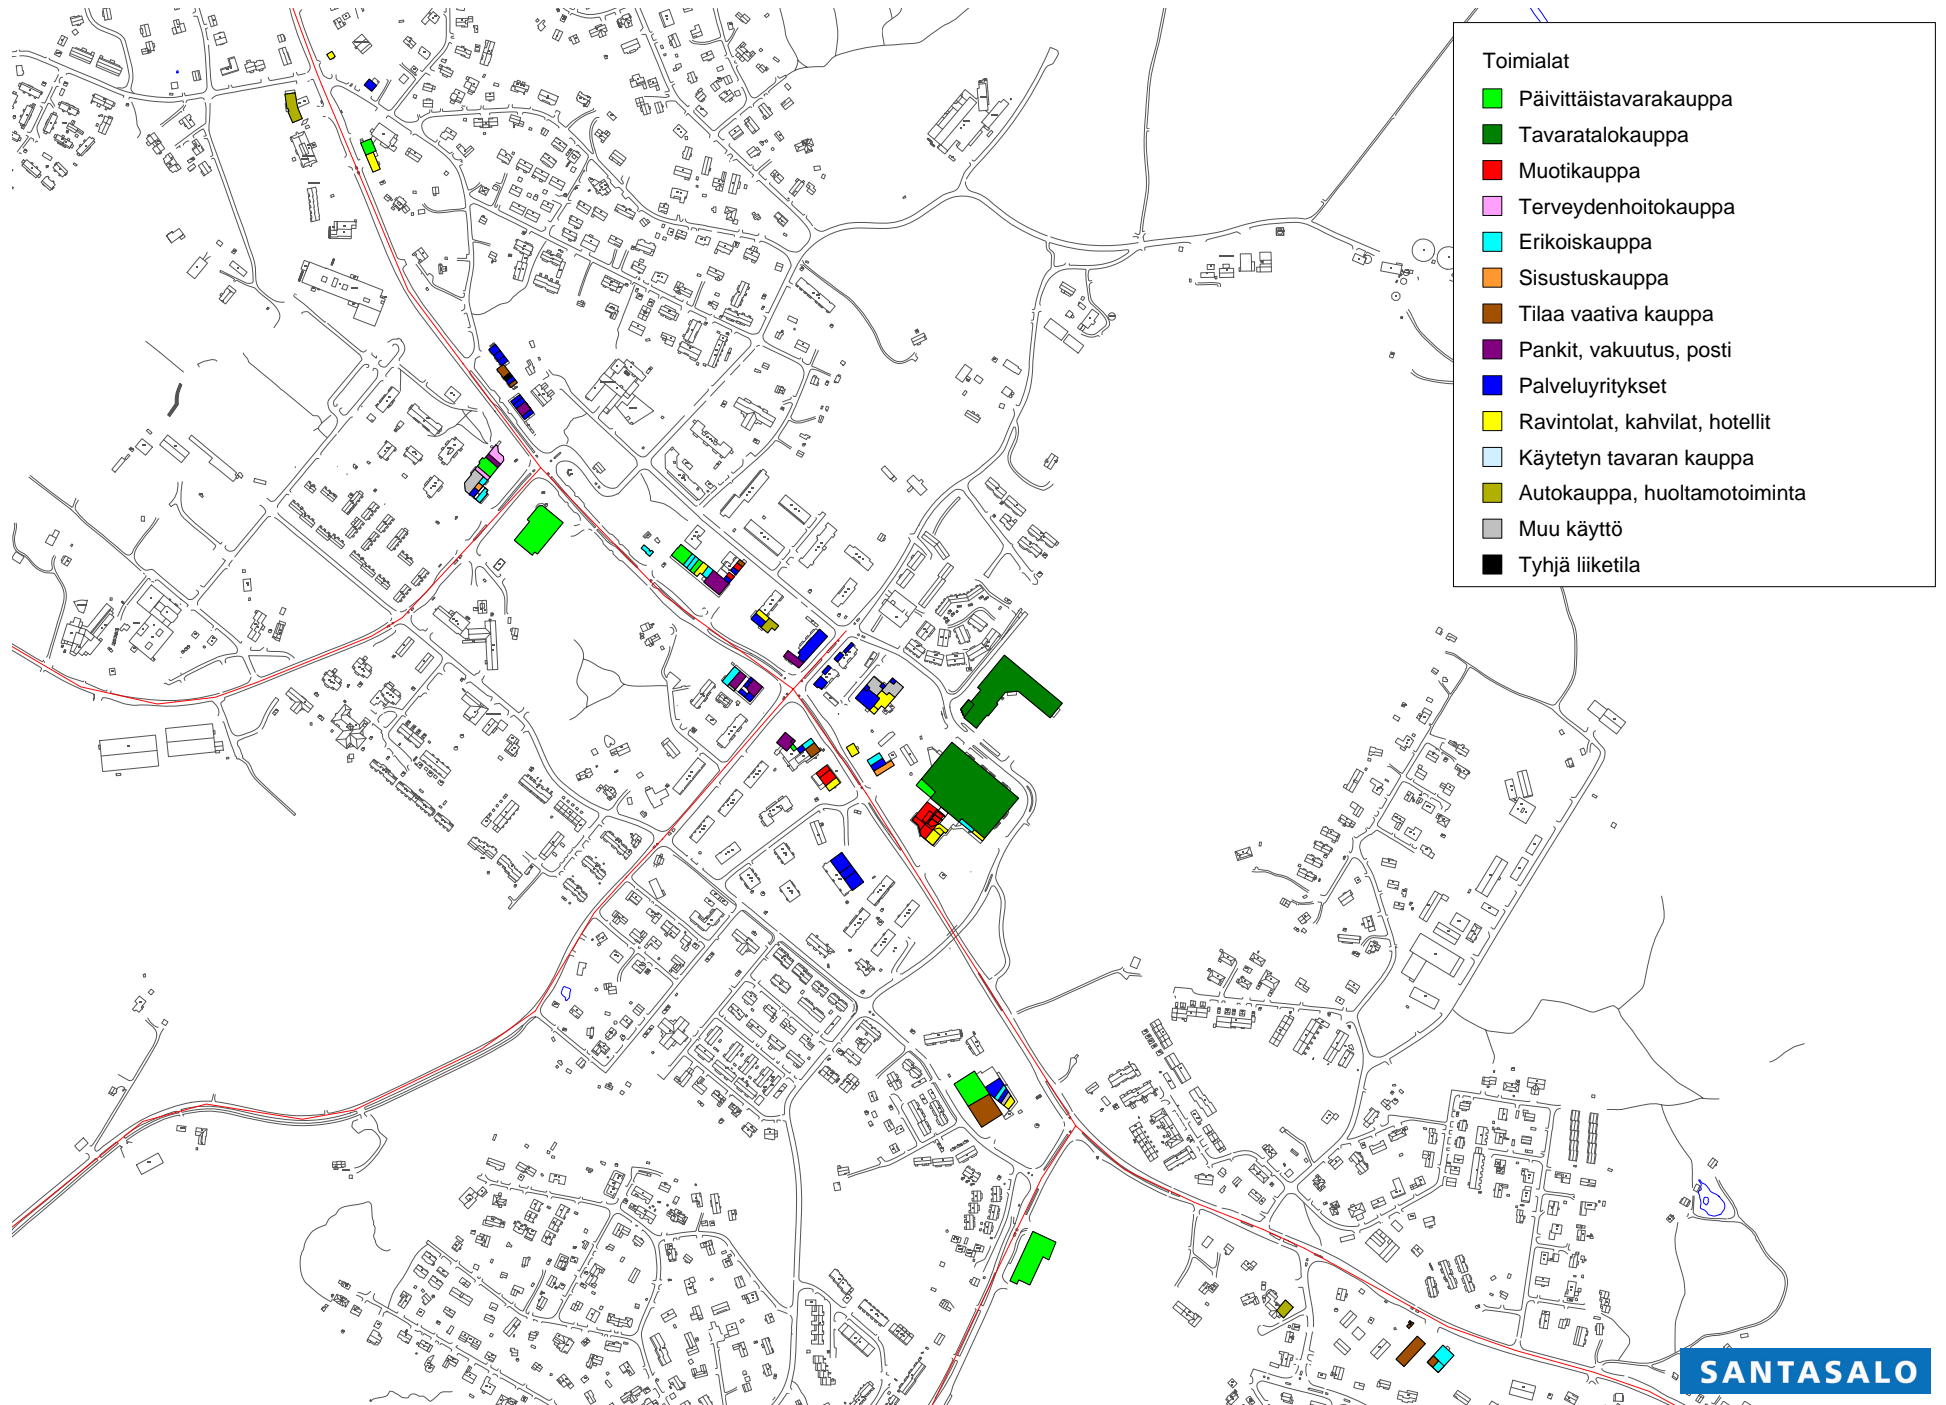 Toimialat
Päivittäistavarakauppa
Tavaratalokauppa
Muotikauppa
Terveydenhoitokauppa
Erikoiskauppa
Sisustuskauppa
Tilaa vaativa kauppa
Pankit, vakuutus, posti
Palveluyritykset
Ravintolat, kahvilat, hotellit
Käytetyn tavaran kauppa
Autokauppa, huoltamotoiminta
Muu käyttö
Tyhjä liiketila
SANTASALO